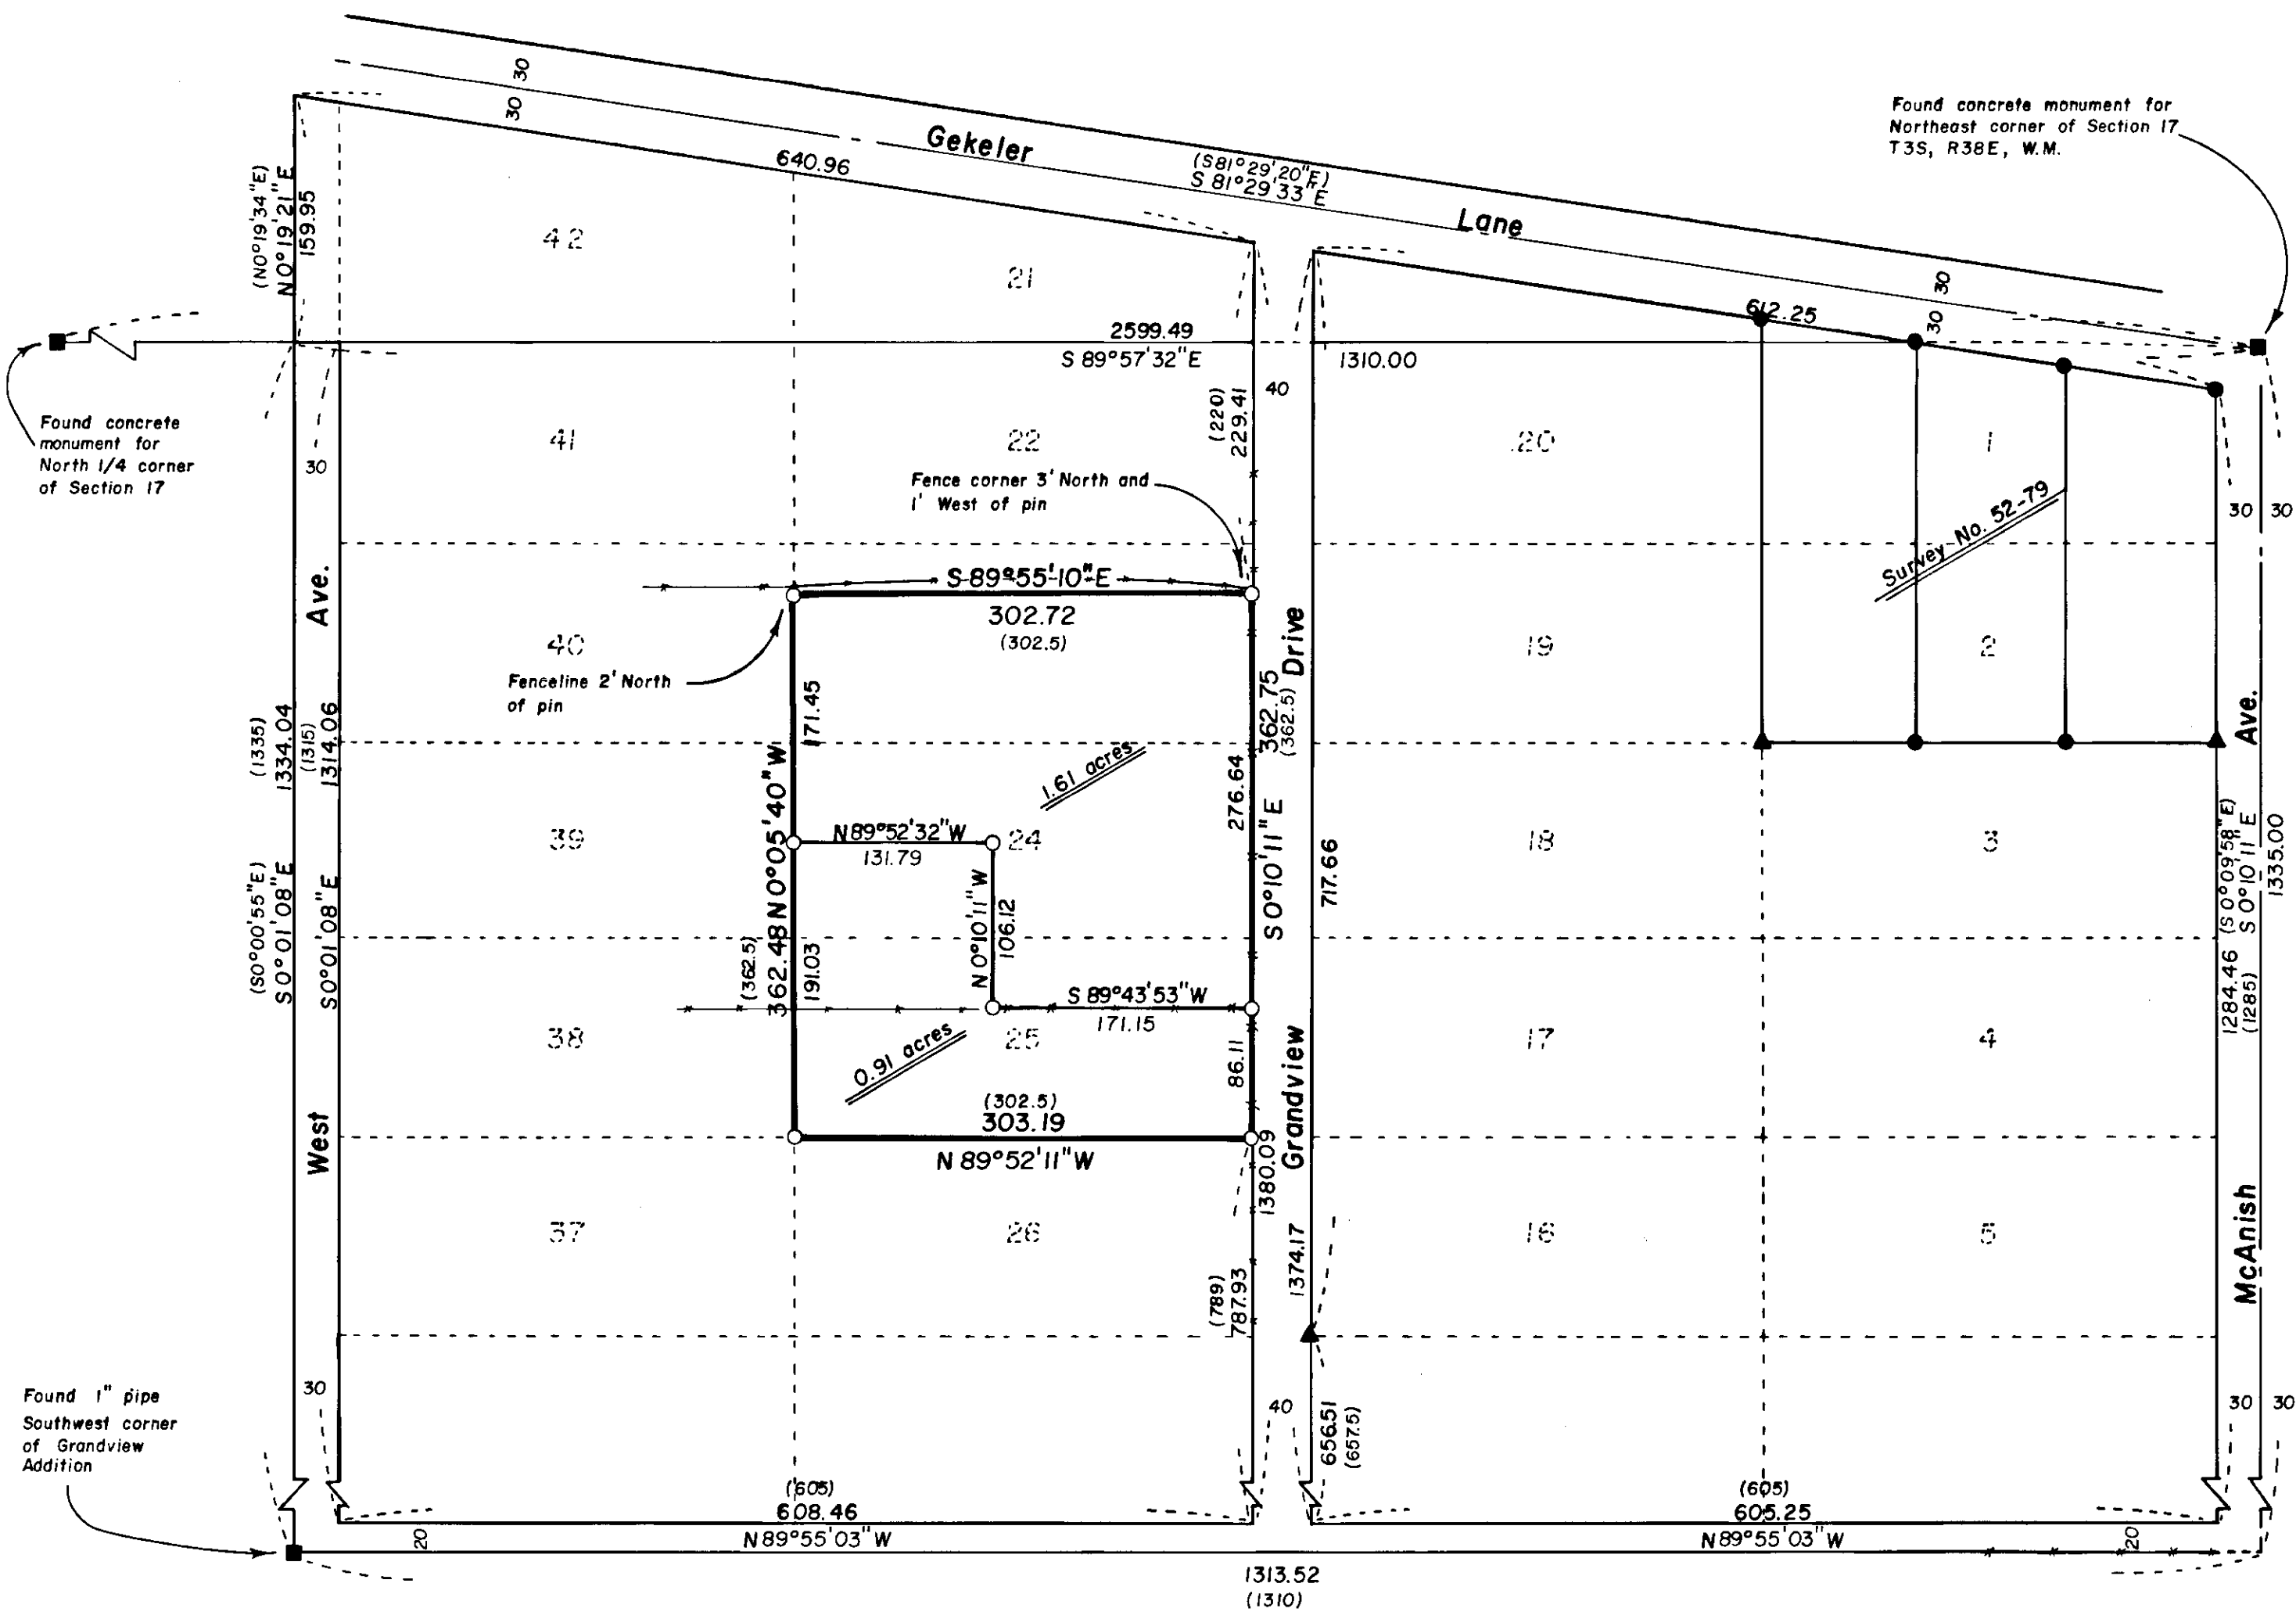 Found concrete monument for
Northeast corner of Section 17
T3S, R38E, W.M.
30
30
Gekeler
Lane
640.96
(S81°29'20"E)
S 81°29'33"E
30
30
612.25
(N0°19'34"E)
N0°19'21"E
159.95
42
21
2599.49
S 89°57'32"E
1310.00
Found concrete
monument for
North 1/4 corner
of Section 17
30
41
22
(220)
229.41
40
20
1
Survey No. 52-79
30
30
Fence corner 3' North and
1' West of pin
S 89°55'10"E
302.72
(302.5)
Fenceline 2' North
of pin
40
19
2
West
Ave.
Grandview
Drive
McAnish
Ave.
(1335)
1334.04
(1315)
1314.06
(S0°00'55"E)
S0°01'08"E
S0°01'08"E
171.45
362.48 N0°05'40"W
(362.5)
191.03
1.61 acres
362.75
(362.5)
276.64
S0°10'11"E
717.66
39
N89°52'32"W
131.79
24
18
3
N0°10'11"W
106.12
(S0°09'58"E)
S0°10'11"E
1284.46
(1285)
1335.00
38
S 89°43'53"W
171.15
25
17
4
0.91 acres
86.11
(302.5)
303.19
N 89°52'11"W
1380.09
37
26
16
5
(789)
787.93
1374.17
Found 1" pipe
Southwest corner
of Grandview
Addition
30
40
656.51
(657.5)
30
30
(605)
608.46
N89°55'03"W
20
(605)
605.25
N89°55'03"W
20
1313.52
(1310)